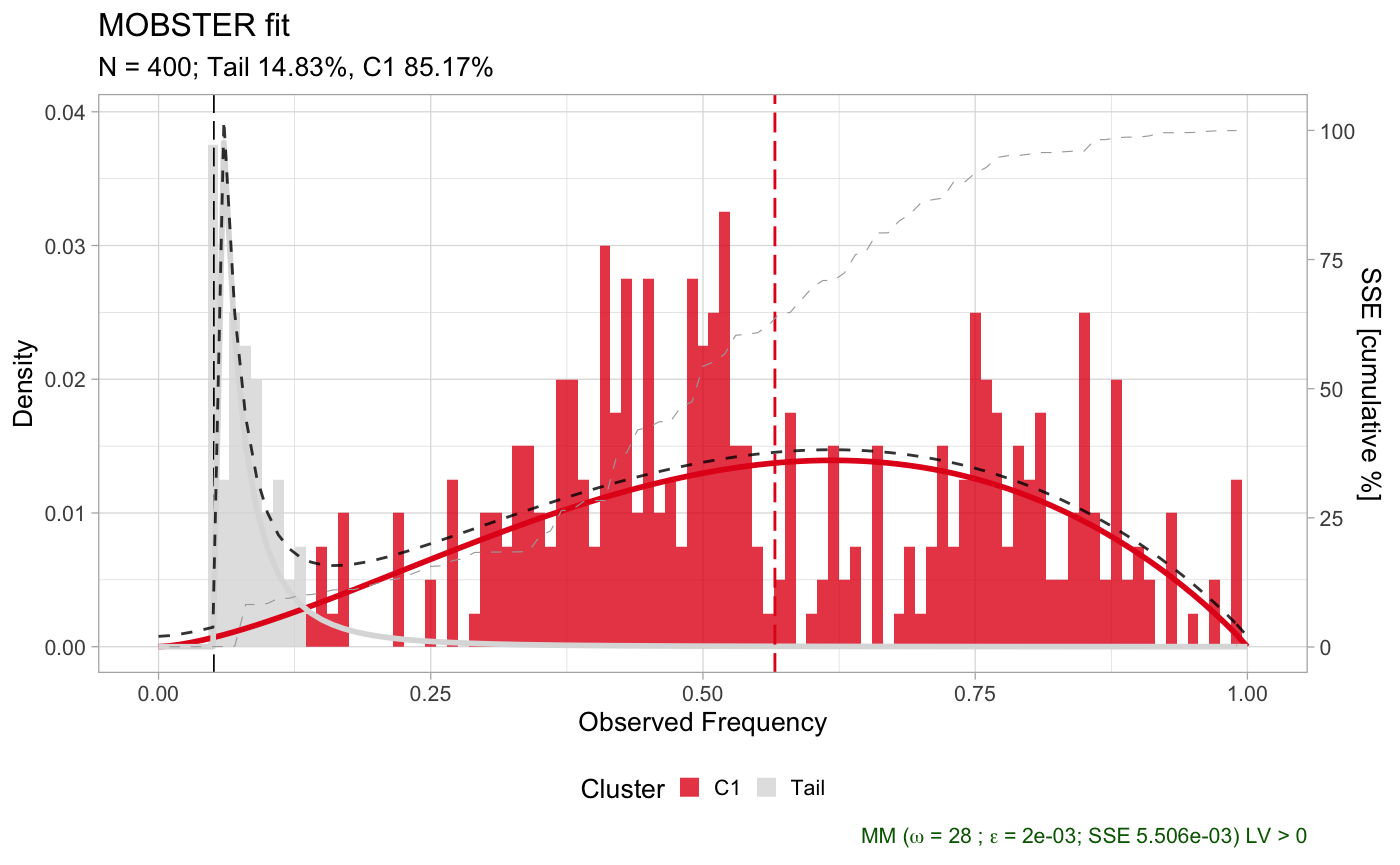 MOBSTER fit
N = 400; Tail 14.83%, C1 85.17%
Density
0.04
0.03
0.02
0.01
0.00
100
75
50
25
0
SSE [cumulative %]
0.00 0.25 0.50 0.75 1.00
Observed Frequency
Cluster C1 Tail
MM (ω = 28 ; ε = 2e-03; SSE 5.506e-03) LV > 0